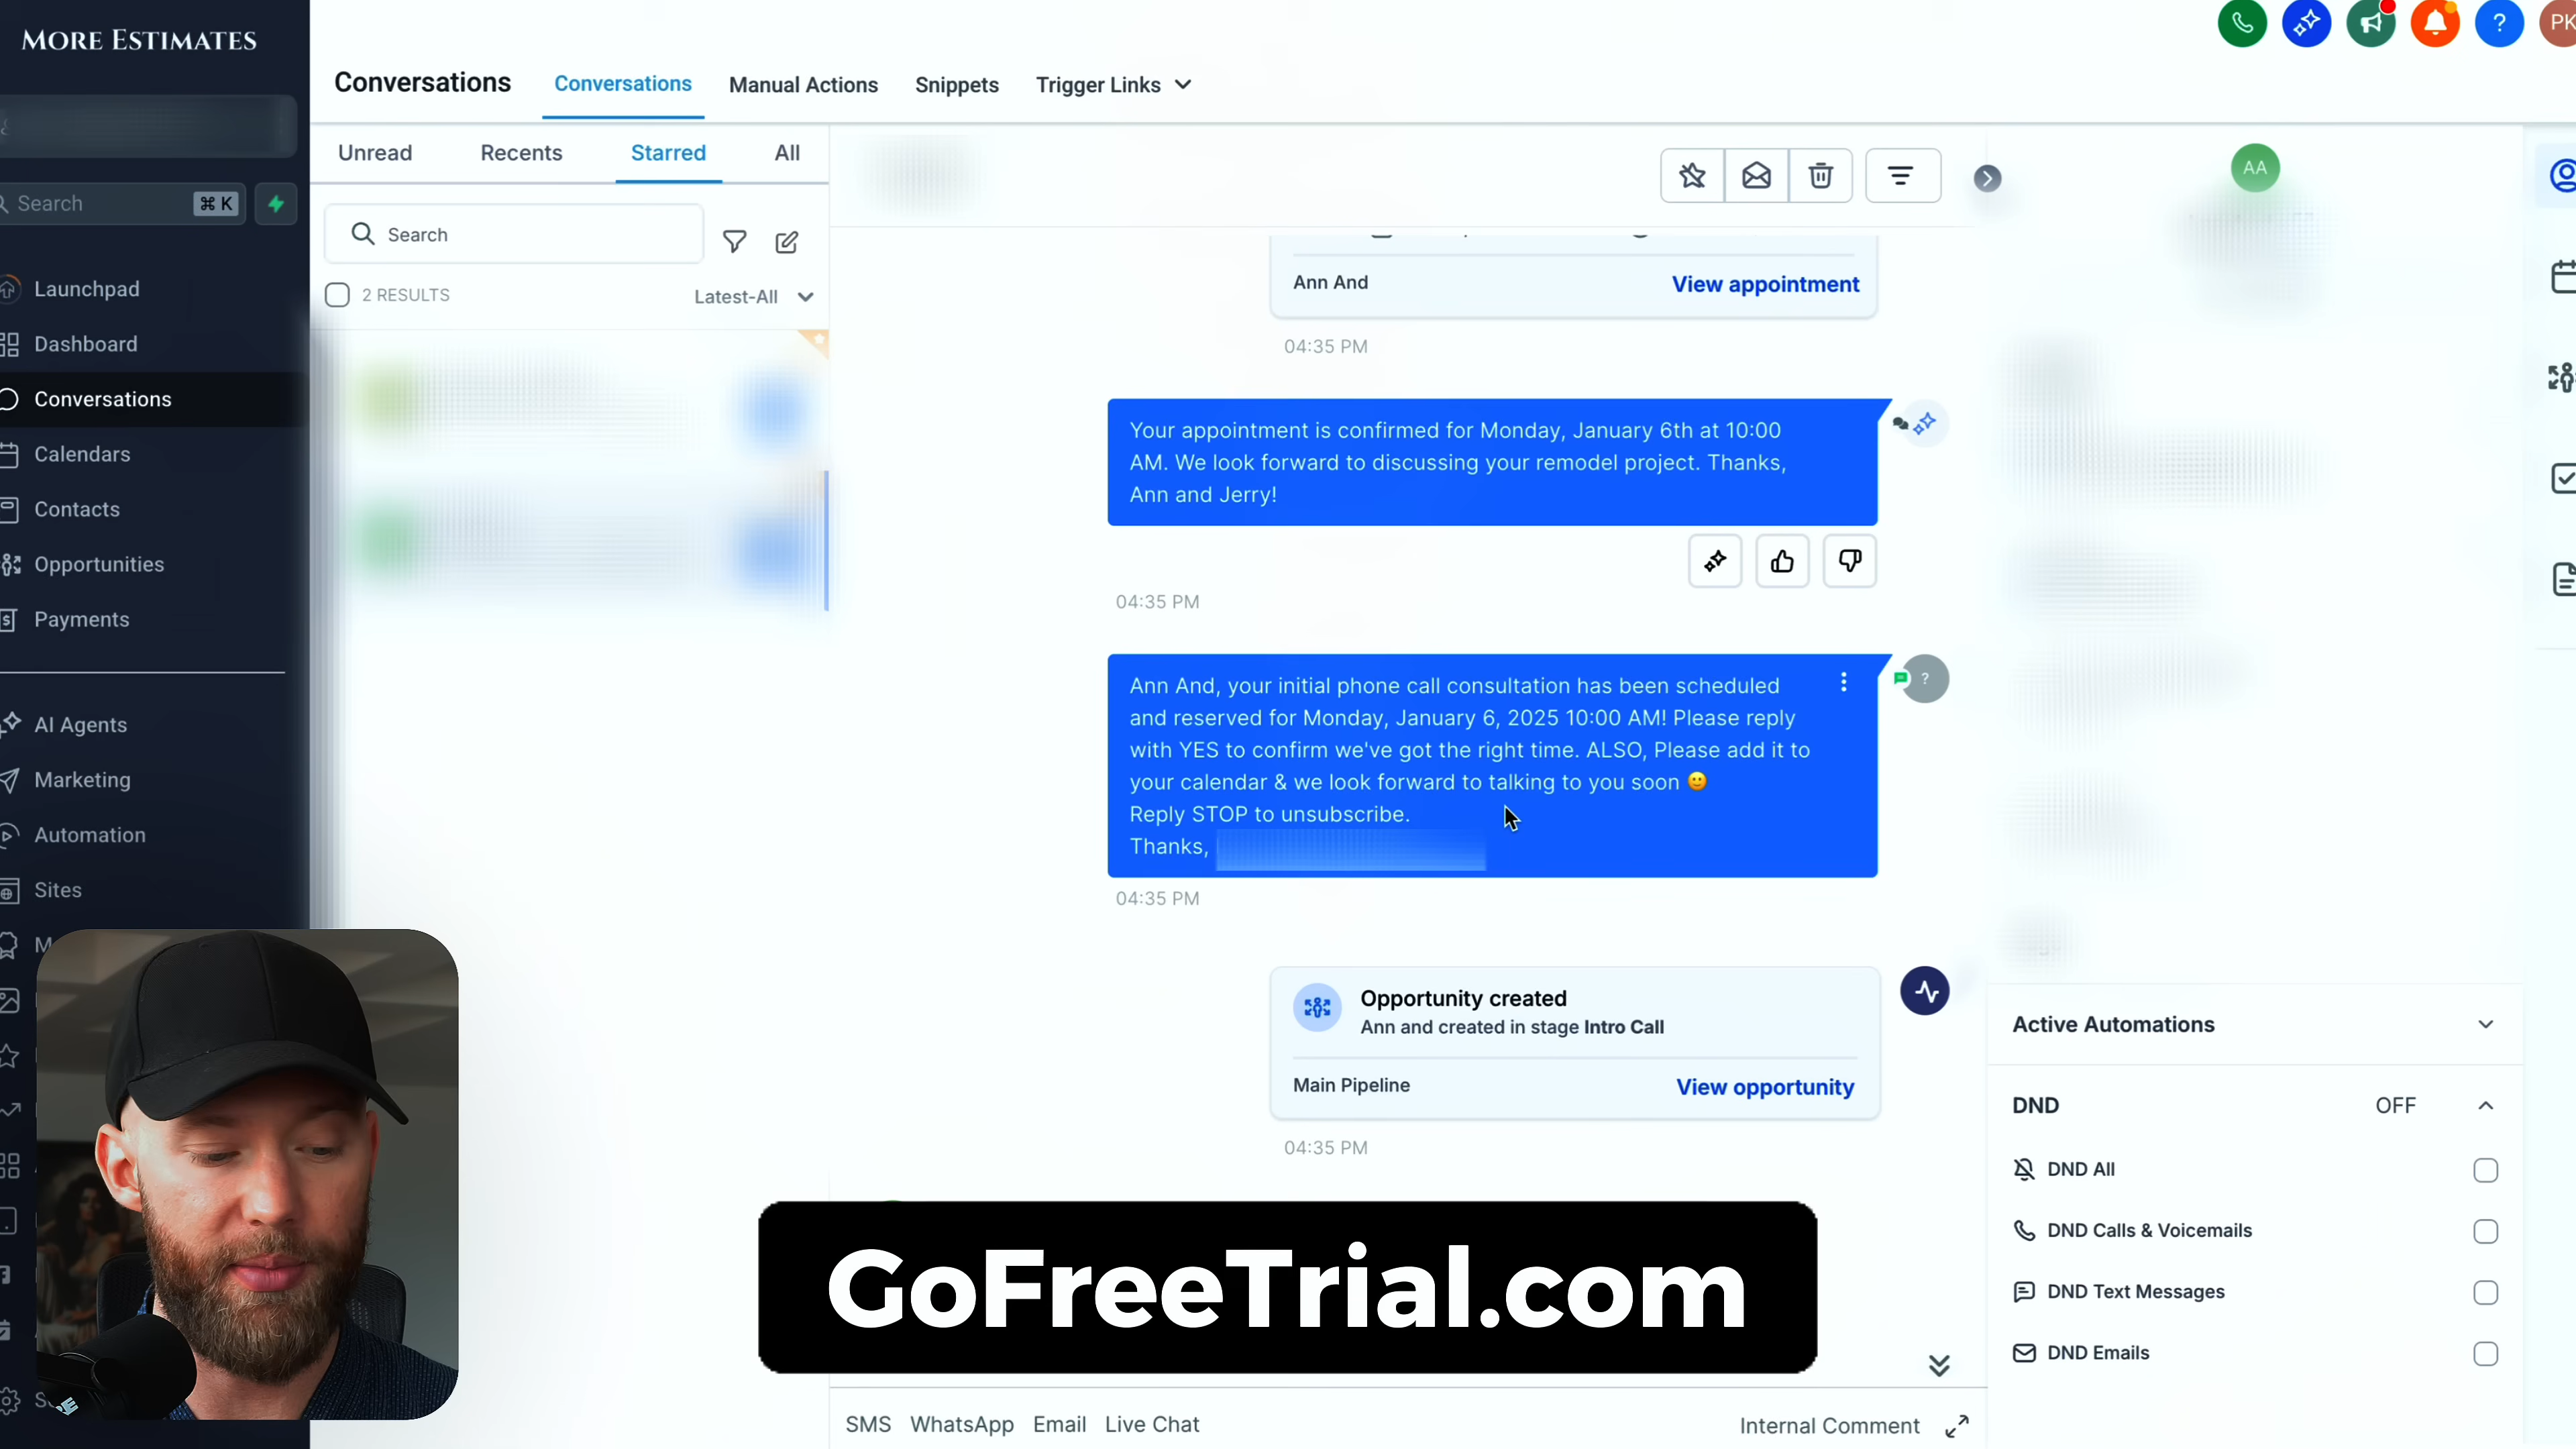 MORE ESTIMATES
Search
⌘ K
Launchpad
Dashboard
Conversations
Calendars
Contacts
Opportunities
Payments
AI Agents
Marketing
Automation
Sites
Conversations
Conversations
Manual Actions
Snippets
Trigger Links
PK
Unread
Recents
Starred
All
Search
2 RESULTS
Latest-All
Ann And
View appointment
04:35 PM
Your appointment is confirmed for Monday, January 6th at 10:00
AM. We look forward to discussing your remodel project. Thanks,
Ann and Jerry!
04:35 PM
Ann And, your initial phone call consultation has been scheduled
and reserved for Monday, January 6, 2025 10:00 AM! Please reply
with YES to confirm we've got the right time. ALSO, Please add it to
your calendar & we look forward to talking to you soon 🙂
Reply STOP to unsubscribe.
Thanks,
04:35 PM
Opportunity created
Ann and created in stage Intro Call
Main Pipeline
View opportunity
04:35 PM
GoFreeTrial.com
SMS
WhatsApp
Email
Live Chat
Internal Comment
AA
Active Automations
DND
OFF
DND All
DND Calls & Voicemails
DND Text Messages
DND Emails